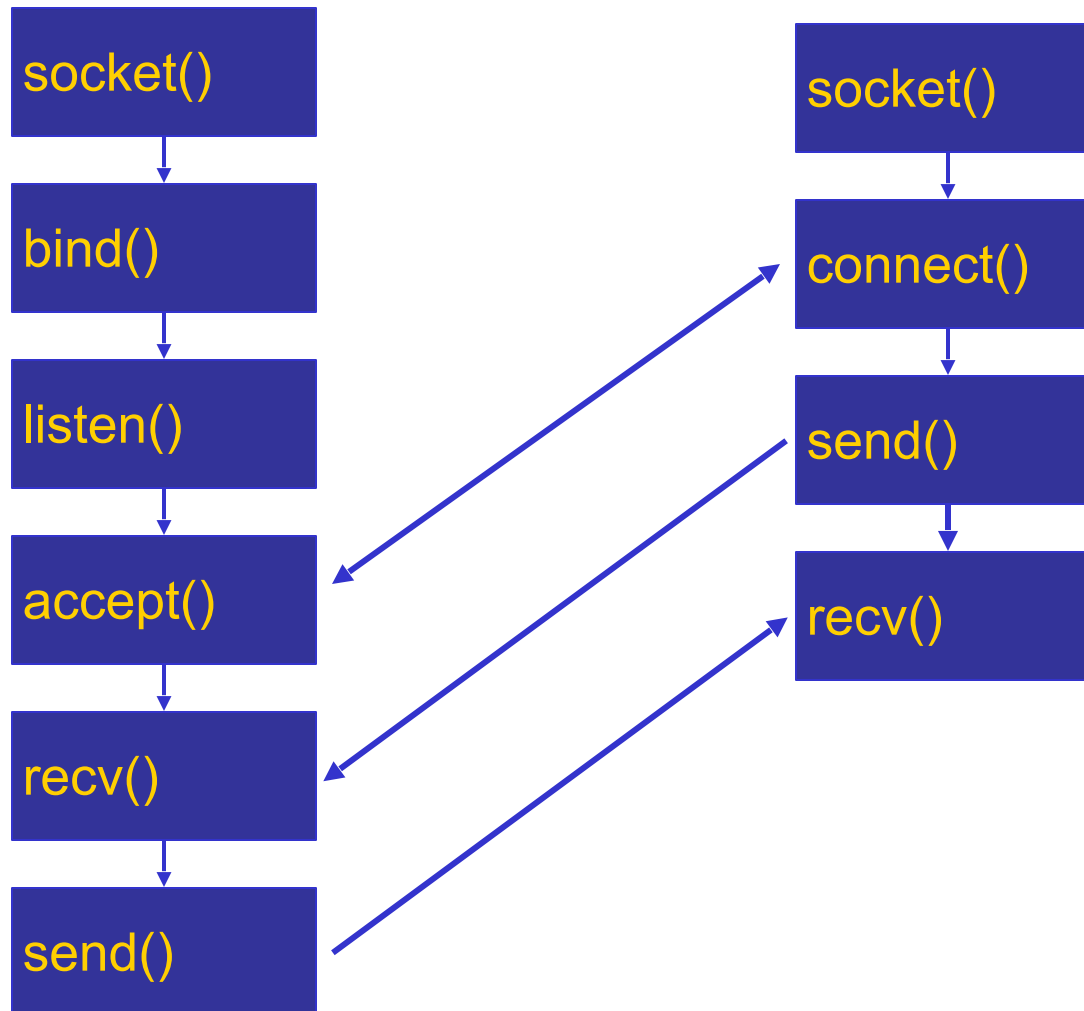 socket()
bind()
listen()
accept()
recv()
send()
socket()
connect()
send()
recv()